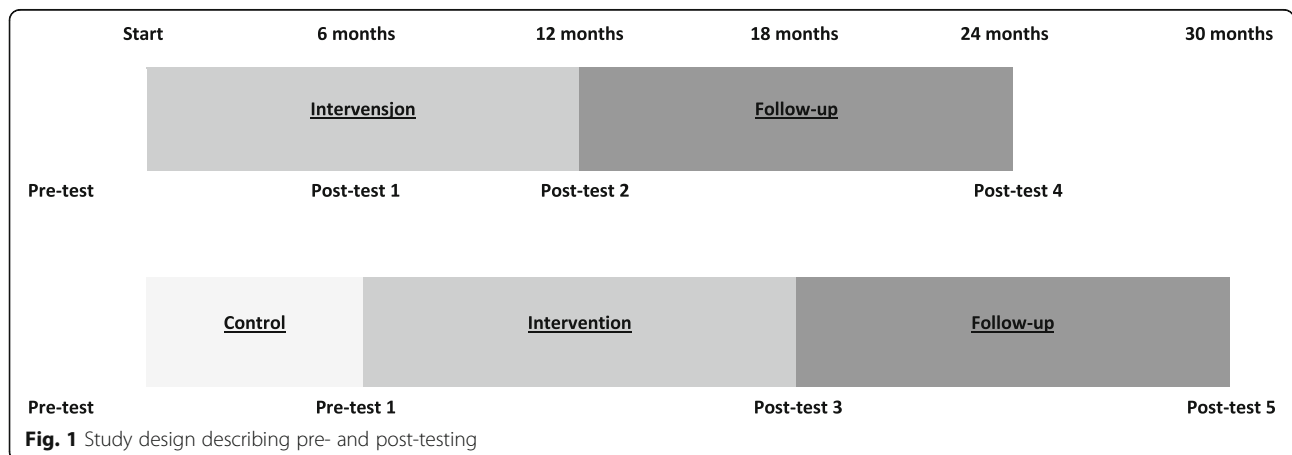 Start 6 months 12 months 18 months 24 months 30 months
Intervensjon Follow-up
Pre-test Post-test 1 Post-test 2 Post-test 4
Control Intervention Follow-up
Pre-test Pre-test 1 Post-test 3 Post-test 5
Fig. 1 Study design describing pre- and post-testing